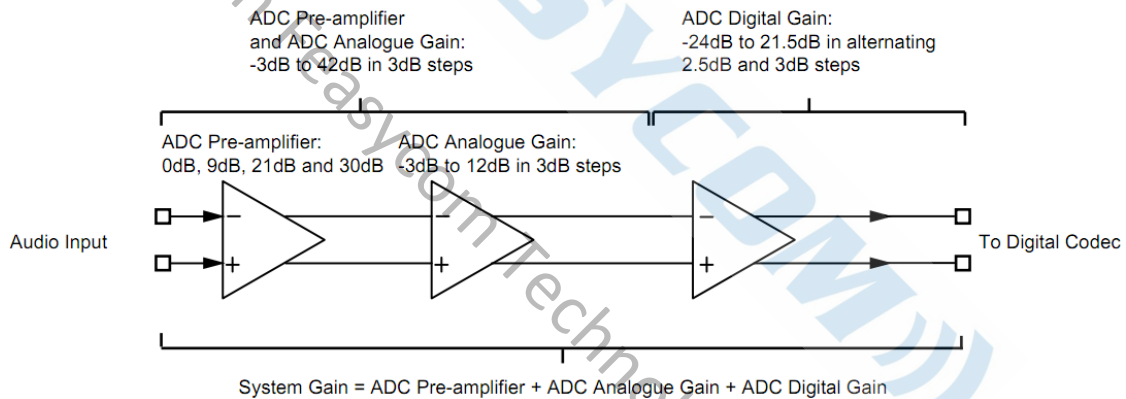 ADC Pre-amplifier
and ADC Analogue Gain:
-3dB to 42dB in 3dB steps
ADC Digital Gain:
-24dB to 21.5dB in alternating
2.5dB and 3dB steps
ADC Pre-amplifier:
0dB, 9dB, 21dB and 30dB
ADC Analogue Gain:
-3dB to 12dB in 3dB steps
Audio Input
−
+
−
+
−
+
To Digital Codec
System Gain = ADC Pre-amplifier + ADC Analogue Gain + ADC Digital Gain
Feasycom